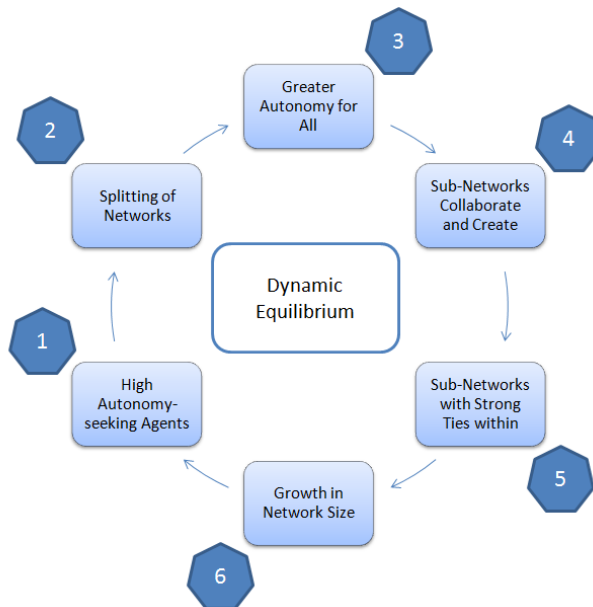 3
Greater
Autonomy for
All
2
4
Splitting of
Networks
Sub-Networks
Collaborate
and Create
Dynamic
Equilibrium
1
High
Autonomy-
seeking Agents
Sub-Networks
with Strong
Ties within
5
Growth in
Network Size
6